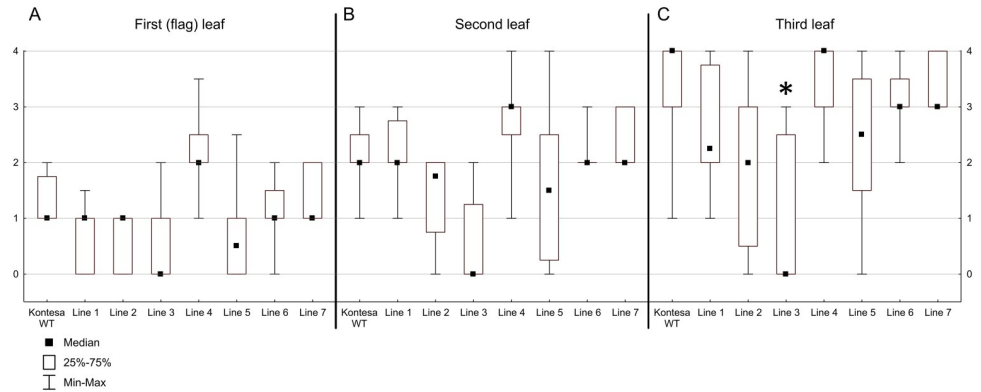 A
First (flag) leaf
B
Second leaf
C
Third leaf
4
3
2
1
0
4
3
2
1
0
Kontesa WT
Line 1
Line 2
Line 3
Line 4
Line 5
Line 6
Line 7
Kontesa WT
Line 1
Line 2
Line 3
Line 4
Line 5
Line 6
Line 7
Kontesa WT
Line 1
Line 2
Line 3
Line 4
Line 5
Line 6
Line 7
*
Median
25%-75%
Min-Max